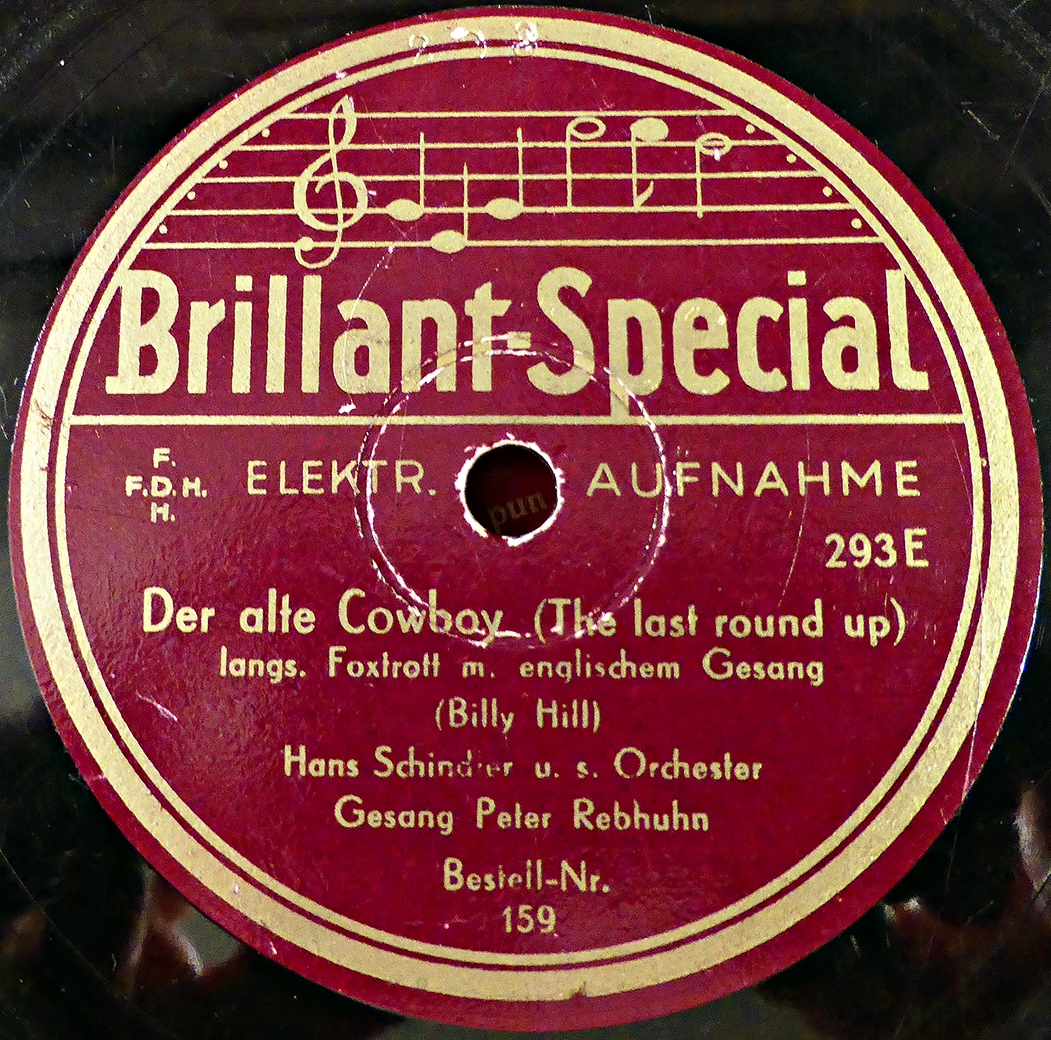 Brillant-Special
F.
F.D.H.
H.
ELEKTR. AUFNAHME
293E
Der alte Cowboy (The last round up)
langs. Foxtrott m. englischem Gesang
(Billy Hill)
Hans Schindler u. s. Orchester
Gesang Peter Rebhuhn
Bestell-Nr.
159